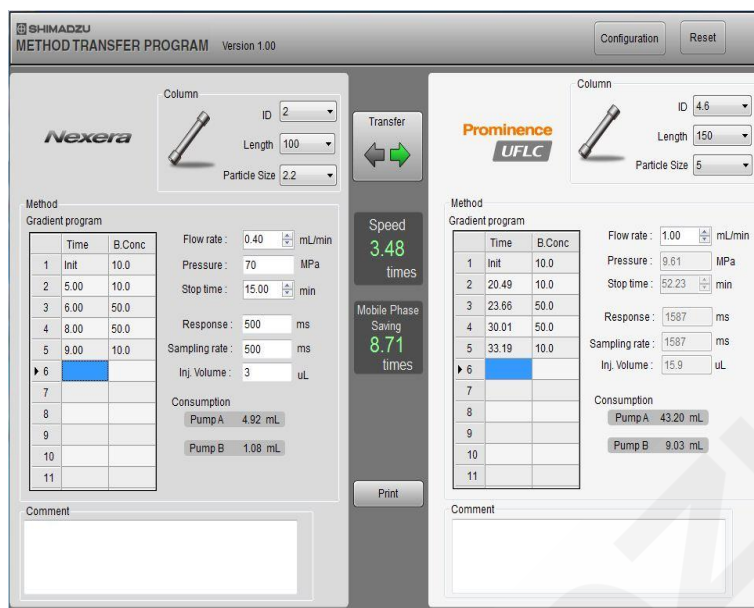 SHIMADZU
METHOD TRANSFER PROGRAM Version 1.00
Configuration
Reset
Nexera
Column
ID 2
Length 100
Particle Size 2.2
Method
Gradient program
Time B.Conc
1 Init 10.0
2 5.00 10.0
3 6.00 50.0
4 8.00 50.0
5 9.00 10.0
6
7
8
9
10
11
Flow rate : 0.40 mL/min
Pressure : 70 MPa
Stop time : 15.00 min
Response : 500 ms
Sampling rate : 500 ms
Inj. Volume : 3 uL
Consumption
Pump A 4.92 mL
Pump B 1.08 mL
Comment
Transfer
Speed
3.48
times
Mobile Phase
Saving
8.71
times
Print
Prominence
UFLC
Column
ID 4.6
Length 150
Particle Size 5
Method
Gradient program
Time B.Conc
1 Init 10.0
2 20.49 10.0
3 23.66 50.0
4 30.01 50.0
5 33.19 10.0
6
7
8
9
10
11
Flow rate : 1.00 mL/min
Pressure : 9.61 MPa
Stop time : 52.23 min
Response : 1587 ms
Sampling rate : 1587 ms
Inj. Volume : 15.9 uL
Consumption
Pump A 43.20 mL
Pump B 9.03 mL
Comment